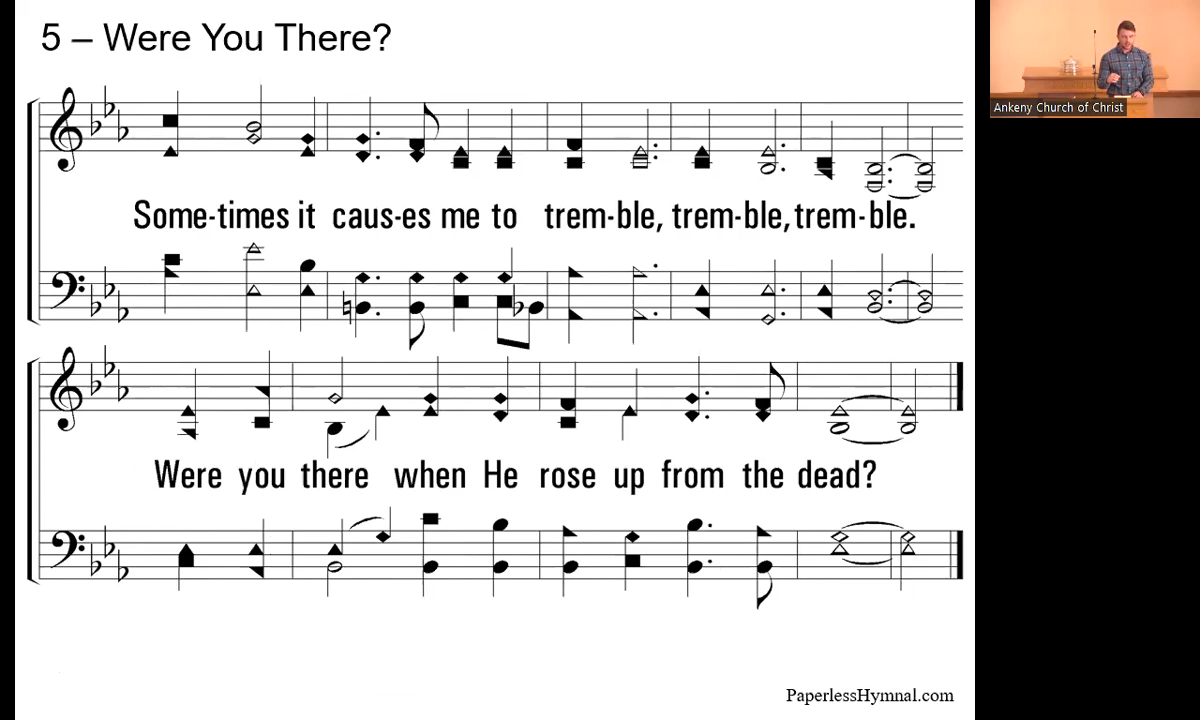 5 – Were You There?
Ankeny Church of Christ
Some-times it caus-es me to trem-ble, trem-ble, trem-ble.
Were you there when He rose up from the dead?
PaperlessHymnal.com